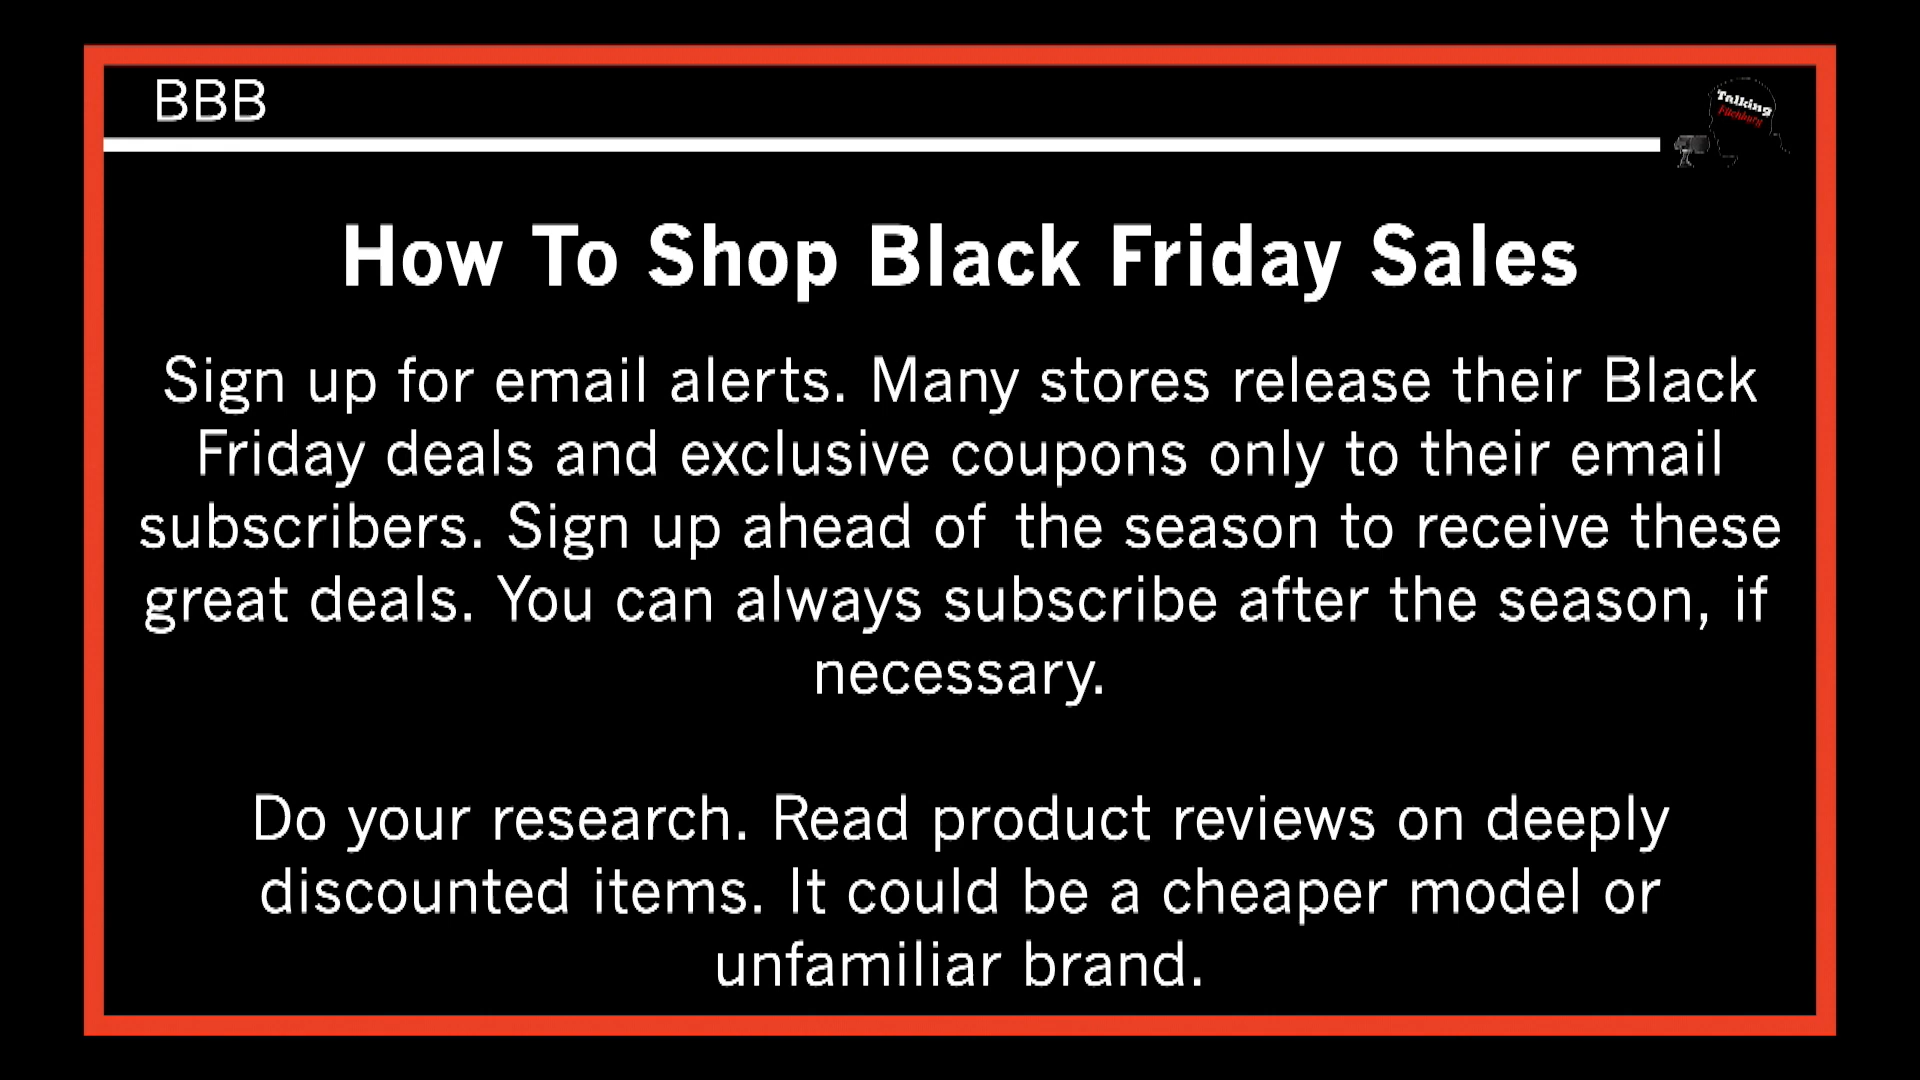 BBB
Talking
Fitchburg
How To Shop Black Friday Sales
Sign up for email alerts. Many stores release their Black
Friday deals and exclusive coupons only to their email
subscribers. Sign up ahead of the season to receive these
great deals. You can always subscribe after the season, if
necessary.
Do your research. Read product reviews on deeply
discounted items. It could be a cheaper model or
unfamiliar brand.